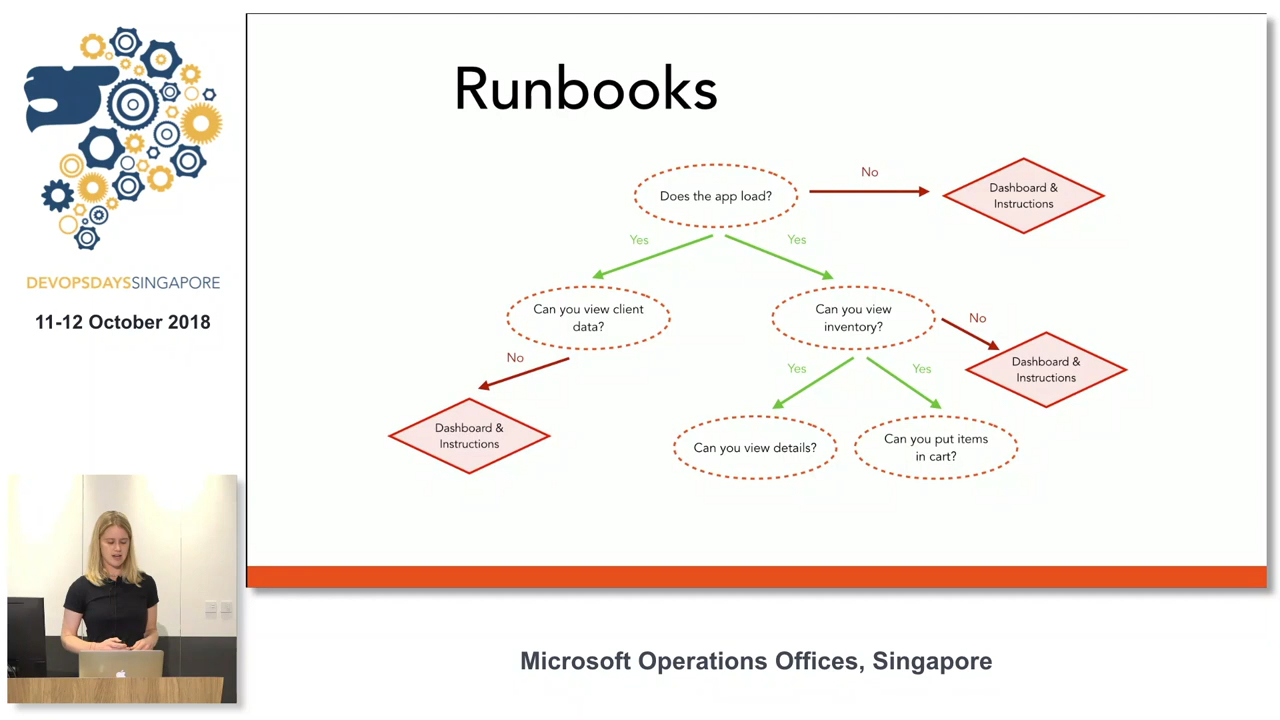 Runbooks
Does the app load?
No
Dashboard &
Instructions
Yes
Yes
Can you view client
data?
Can you view
inventory?
No
Dashboard &
Instructions
No
Dashboard &
Instructions
Yes
Yes
Can you view details?
Can you put items
in cart?
DEVOPSDAYSSINGAPORE
11-12 October 2018
Microsoft Operations Offices, Singapore